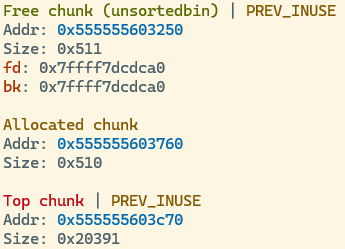 Free chunk (unsortedbin) | PREV_INUSE
Addr: 0x555555603250
Size: 0x511
fd: 0x7ffff7dcdca0
bk: 0x7ffff7dcdca0
Allocated chunk
Addr: 0x555555603760
Size: 0x510
Top chunk | PREV_INUSE
Addr: 0x555555603c70
Size: 0x20391